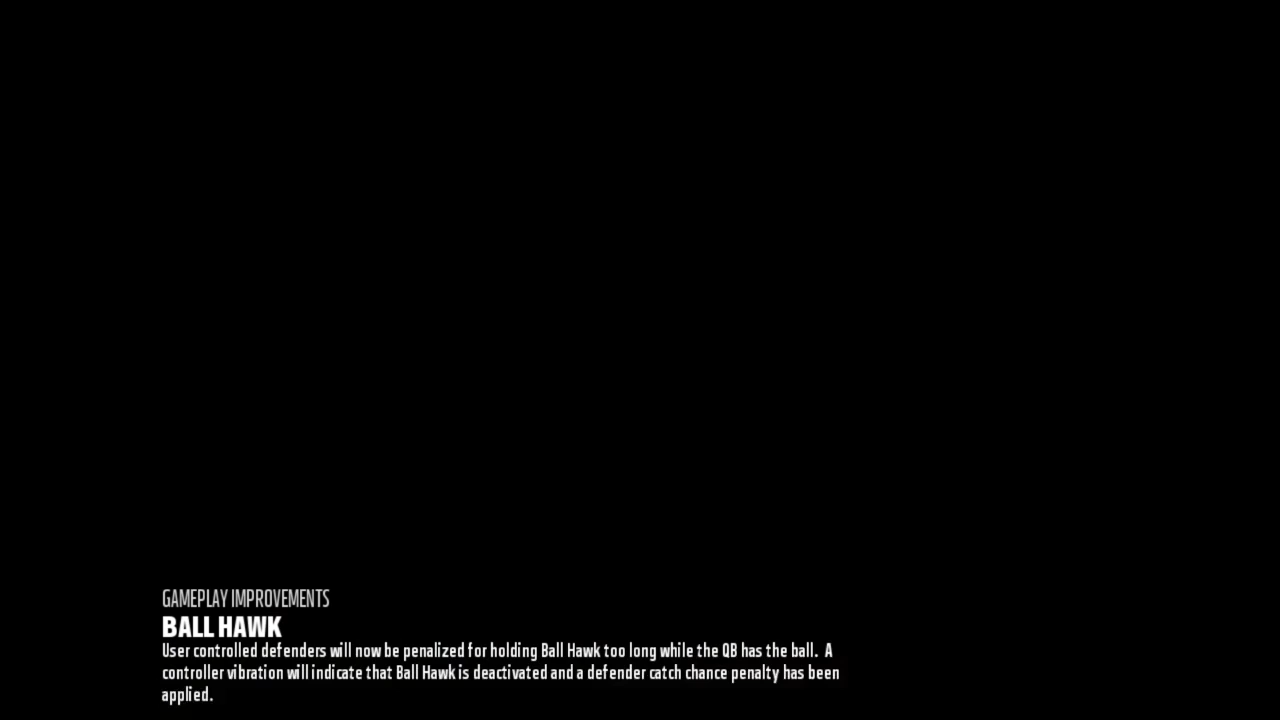 GAMEPLAY IMPROVEMENTS
BALL HAWK
User controlled defenders will now be penalized for holding Ball Hawk too long while the QB has the ball.  A
controller vibration will indicate that Ball Hawk is deactivated and a defender catch chance penalty has been
applied.